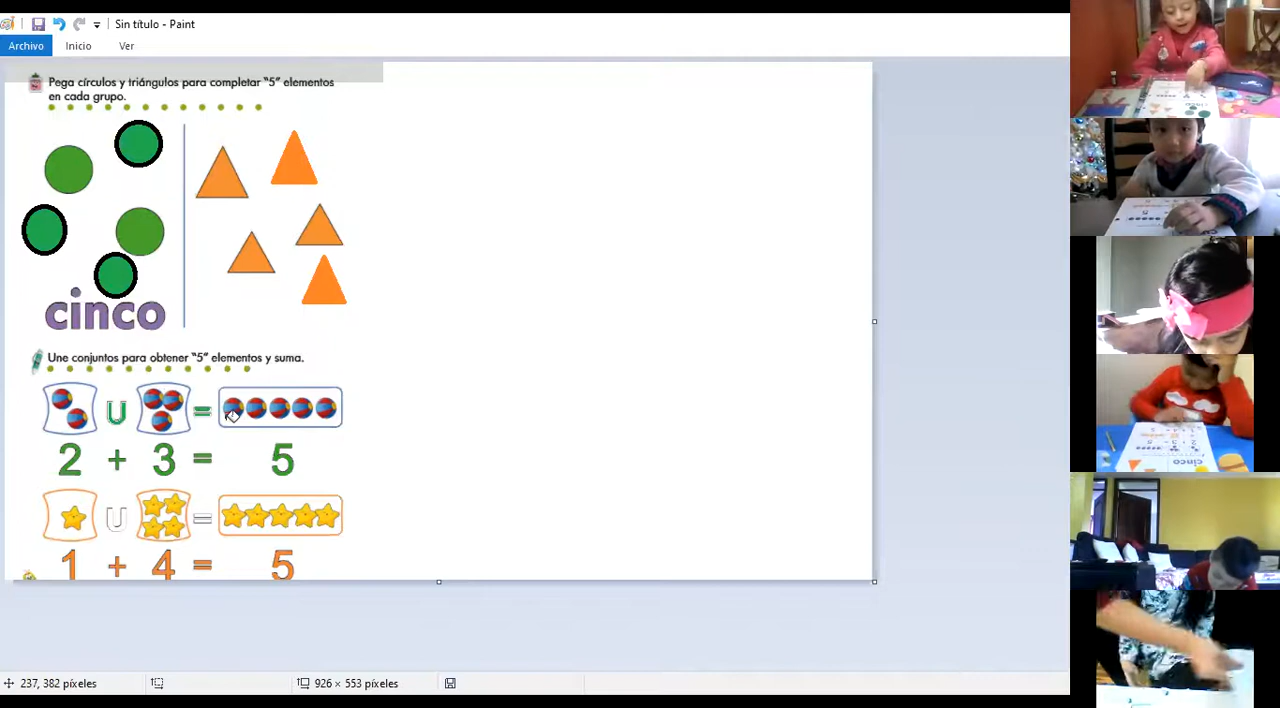 Sin título - Paint
Archivo Inicio Ver
Pega círculos y triángulos para completar "5" elementos
en cada grupo.
cinco
Une conjuntos para obtener "5" elementos y suma.
U =
2 + 3 = 5
U =
1 + 4 = 5
237, 382 píxeles
926 × 553 píxeles